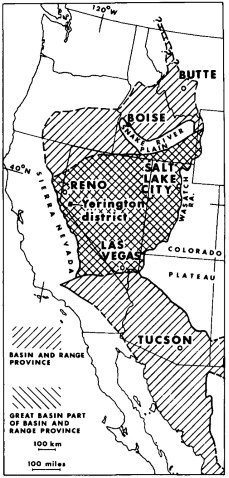 120°W
BUTTE
BOISE
SNAKE RIVER
PLAIN
40°N
SALT
LAKE
CITY
WASATCH
RENO
Yerington
district
SIERRA NEVADA
LAS
VEGAS
COLORADO
PLATEAU
TUCSON
BASIN AND RANGE
PROVINCE
GREAT BASIN PART
OF BASIN AND
RANGE PROVINCE
100 km
100 miles